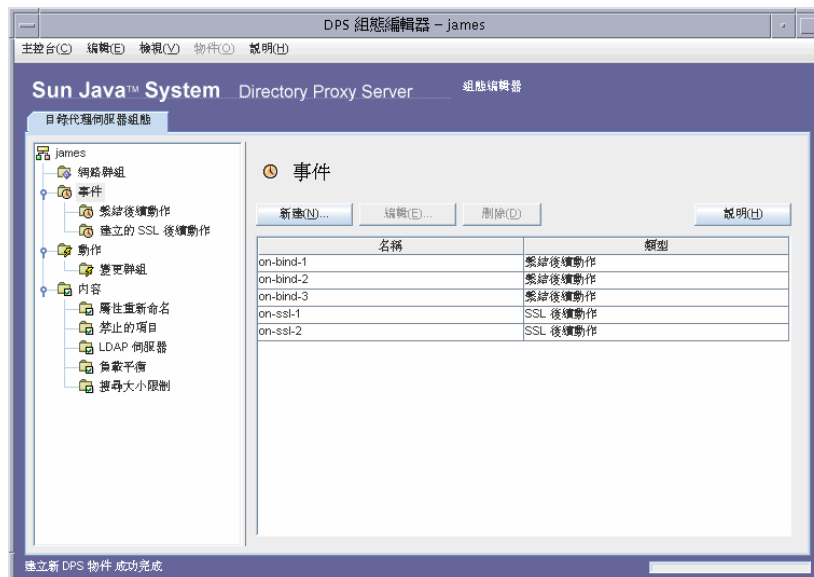 DPS 組態編輯器 – james
主控台(C) 編輯(E) 檢視(V) 物件(O) 說明(H)
Sun Java™ System Directory Proxy Server 組態編輯器
目錄代理伺服器組態
james
網路群組
事件
繫結後續動作
建立的 SSL 後續動作
動作
變更群組
內容
屬性重新命名
禁止的項目
LDAP 伺服器
負載平衡
搜尋大小限制
事件
新建(N)... 編輯(E)... 刪除(D) 說明(H)
名稱 類型
on-bind-1 繫結後續動作
on-bind-2 繫結後續動作
on-bind-3 繫結後續動作
on-ssl-1 SSL 後續動作
on-ssl-2 SSL 後續動作
建立新 DPS 物件 成功完成